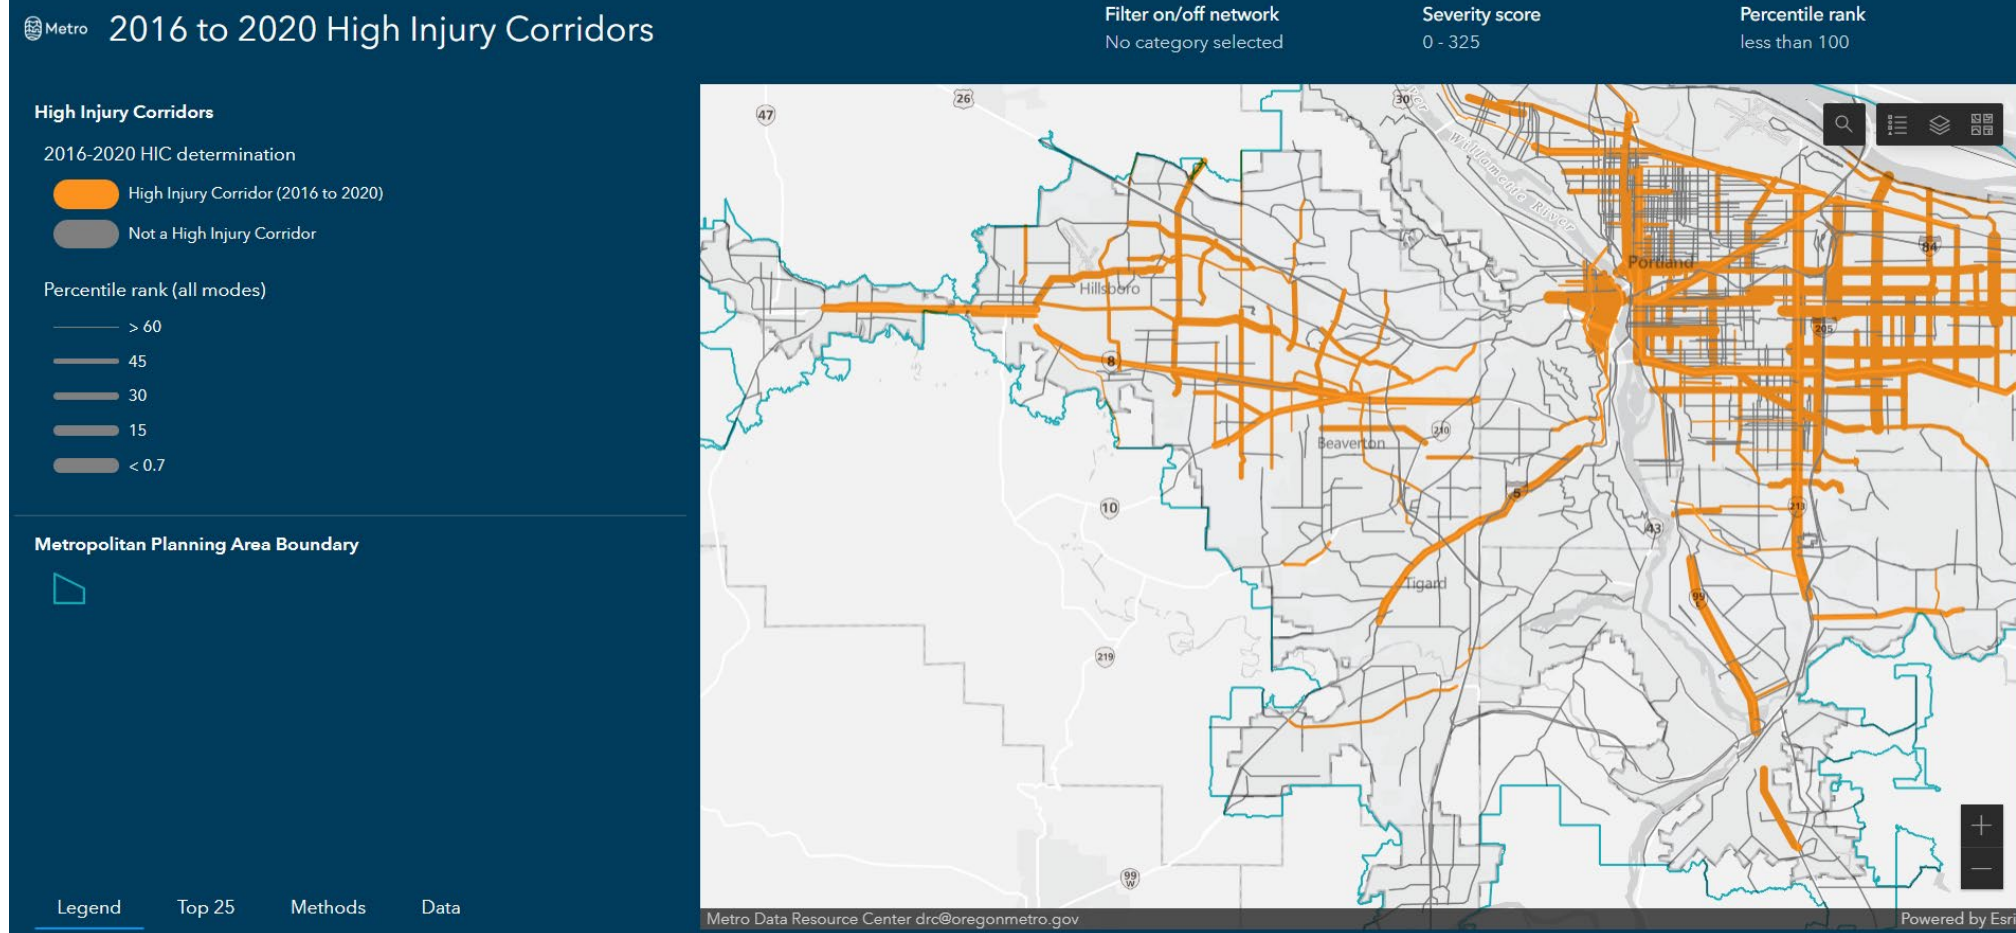 Metro 2016 to 2020 High Injury Corridors
Filter on/off network
No category selected
Severity score
0 - 325
Percentile rank
less than 100
High Injury Corridors
2016-2020 HIC determination
High Injury Corridor (2016 to 2020)
Not a High Injury Corridor
Percentile rank (all modes)
> 60
45
30
15
< 0.7
Metropolitan Planning Area Boundary
Legend
Top 25
Methods
Data
47
26
30
Willamette River
84
Portland
Hillsboro
205
8
Beaverton
210
5
10
213
43
Tigard
99
E
219
99
W
Metro Data Resource Center drc@oregonmetro.gov
Powered by Esri